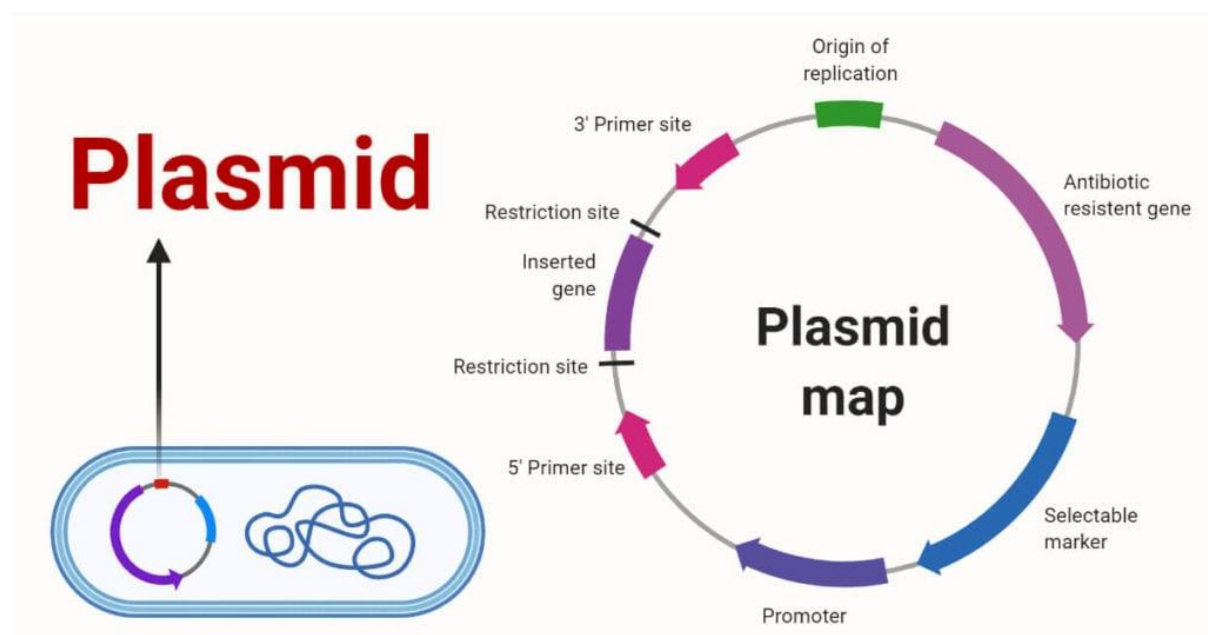 Plasmid
Origin of
replication
3' Primer site
Restriction site
Inserted
gene
Restriction site
5' Primer site
Antibiotic
resistent gene
Plasmid
map
Selectable
marker
Promoter